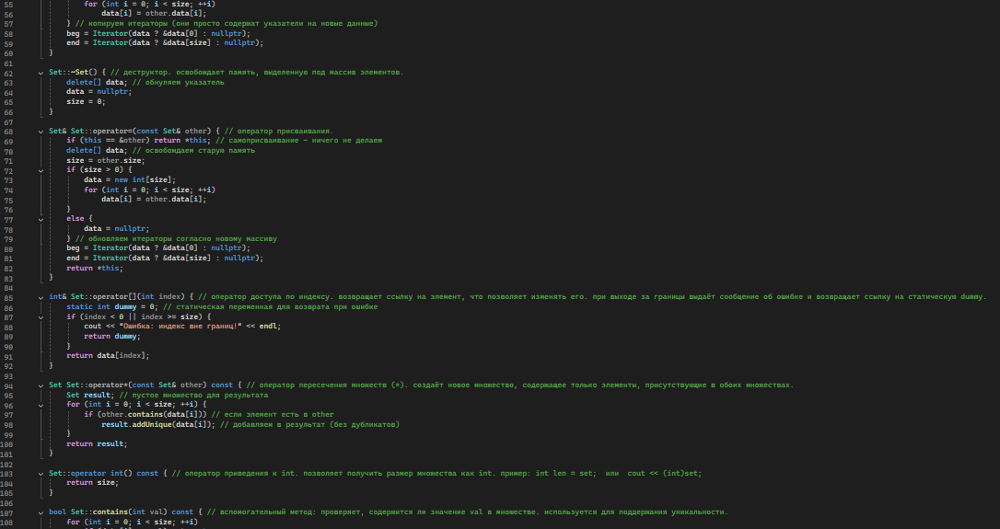 55 for (int i = 0; i < size; ++i)
56 data[i] = other.data[i];
57 } // копируем итераторы (они просто содержат указатели на новые данные)
58 beg = Iterator(data ? &data[0] : nullptr);
59 end = Iterator(data ? &data[size] : nullptr);
60 }
61
62 Set::~Set() { // деструктор. освобождает память, выделенную под массив элементов.
63 delete[] data; // обнуляем указатель
64 data = nullptr;
65 size = 0;
66 }
67
68 Set& Set::operator=(const Set& other) { // оператор присваивания.
69 if (this == &other) return *this; // самоприсваивание – ничего не делаем
70 delete[] data; // освобождаем старую память
71 size = other.size;
72 if (size > 0) {
73 data = new int[size];
74 for (int i = 0; i < size; ++i)
75 data[i] = other.data[i];
76 }
77 else {
78 data = nullptr;
79 } // обновляем итераторы согласно новому массиву
80 beg = Iterator(data ? &data[0] : nullptr);
81 end = Iterator(data ? &data[size] : nullptr);
82 return *this;
83 }
84
85 int& Set::operator[](int index) { // оператор доступа по индексу. возвращает ссылку на элемент, что позволяет изменять его. при выходе за границы выдаёт сообщение об ошибке и возвращает ссылку на статическую dummy.
86 static int dummy = 0; // статическая переменная для возврата при ошибке
87 if (index < 0 || index >= size) {
88 cout << "Ошибка: индекс вне границ!" << endl;
89 return dummy;
90 }
91 return data[index];
92 }
93
94 Set Set::operator*(const Set& other) const { // оператор пересечения множеств (*). создаёт новое множество, содержащее только элементы, присутствующие в обоих множествах.
95 Set result; // пустое множество для результата
96 for (int i = 0; i < size; ++i) {
97 if (other.contains(data[i])) // если элемент есть в other
98 result.addUnique(data[i]); // добавляем в результат (без дубликатов)
99 }
100 return result;
101 }
102
103 Set::operator int() const { // оператор приведения к int. позволяет получить размер множества как int. пример: int len = set; или cout << (int)set;
104 return size;
105 }
106
107 bool Set::contains(int val) const { // вспомогательный метод: проверяет, содержится ли значение val в множестве. используется для поддержания уникальности.
108 for (int i = 0; i < size; ++i)